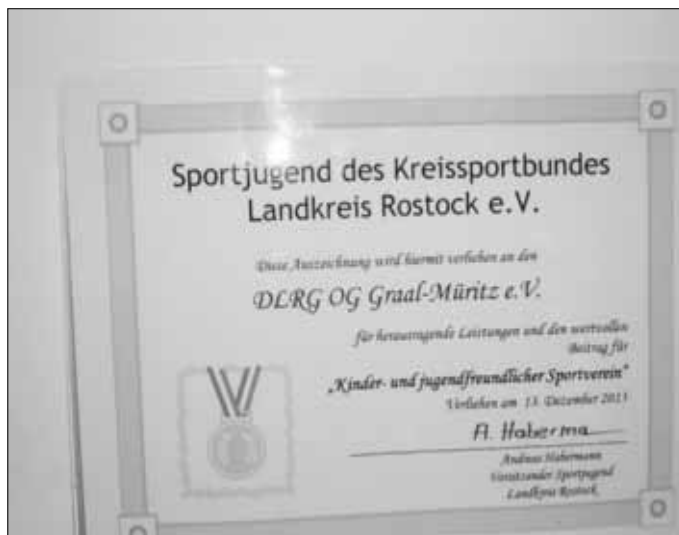 Sportjugend des Kreissportbundes
Landkreis Rostock e.V.
Diese Auszeichnung wird hiermit verliehen an den
DLRG OG Graal-Müritz e.V.
für herausragende Leistungen und den wertvollen
Beitrag für
„Kinder- und jugendfreundlicher Sportverein“
Verliehen am 13. Dezember 2013
A. Haberma
Andreas Habermann
Vorsitzender Sportjugend
Landkreis Rostock